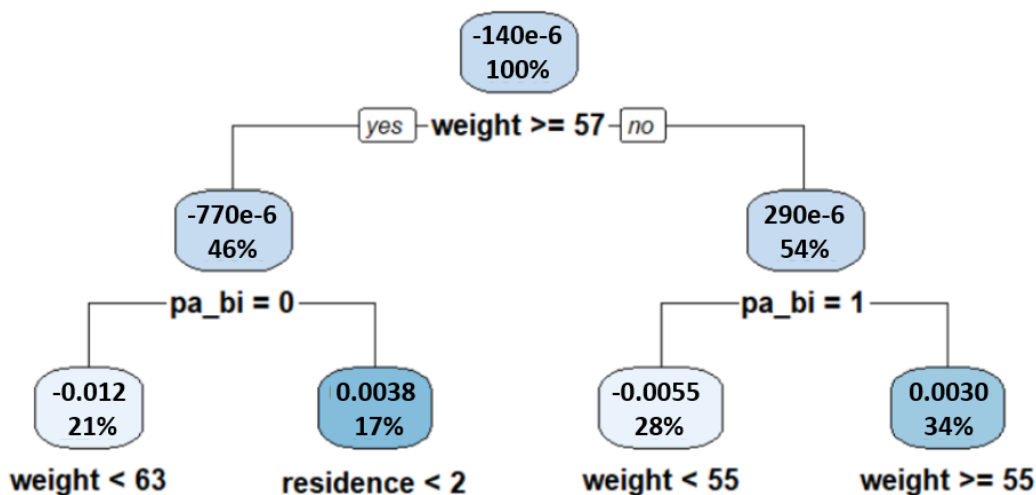 -140e-6
100%
yes weight >= 57 no
-770e-6
46%
290e-6
54%
pa_bi = 0
pa_bi = 1
-0.012
21%
0.0038
17%
-0.0055
28%
0.0030
34%
weight < 63
residence < 2
weight < 55
weight >= 55